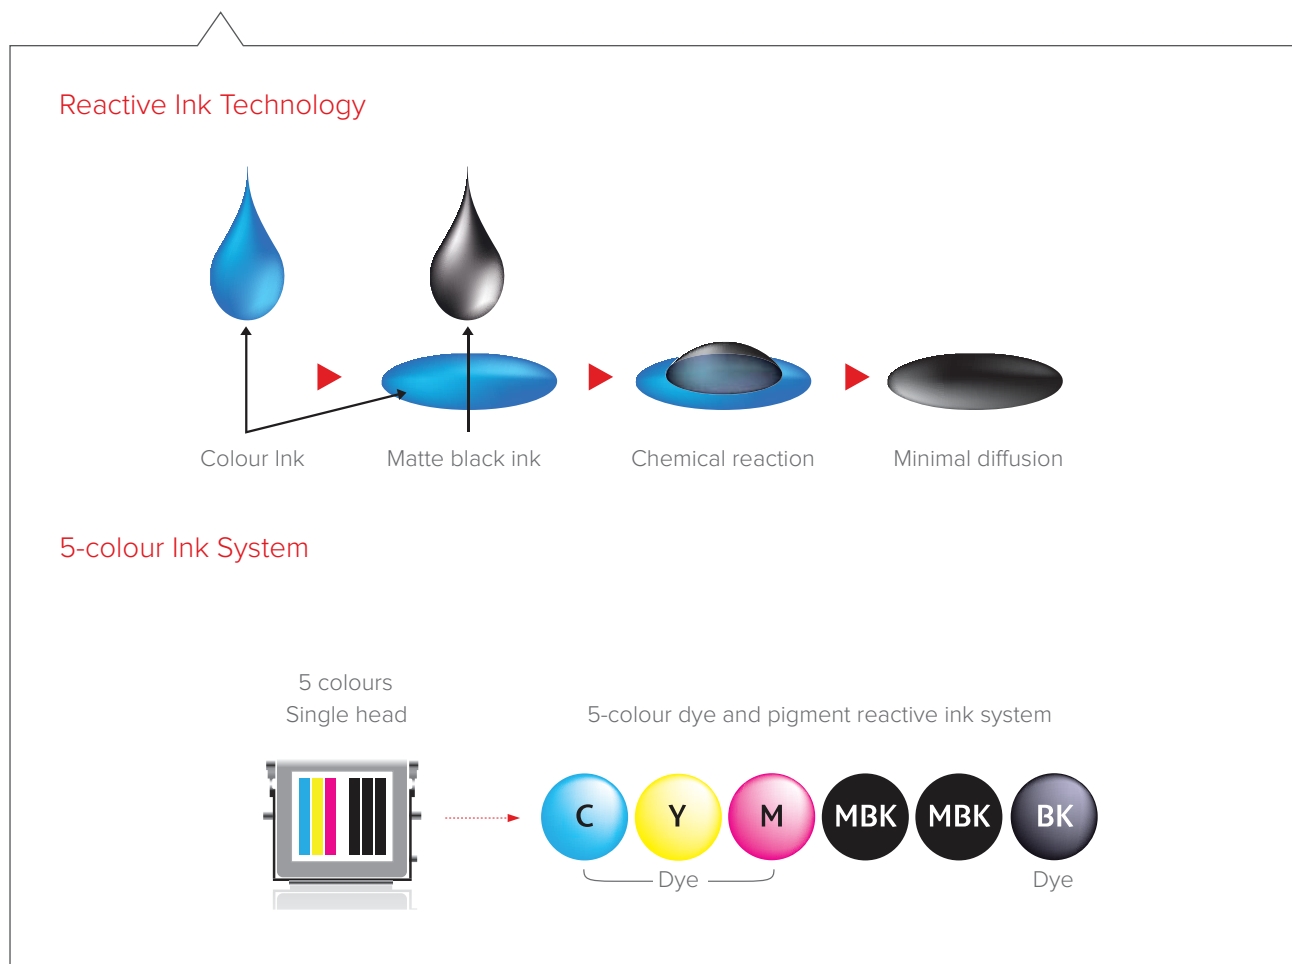 Reactive Ink Technology
Colour Ink
Matte black ink
Chemical reaction
Minimal diffusion
5-colour Ink System
5 colours
Single head
5-colour dye and pigment reactive ink system
C
Y
M
MBK
MBK
BK
Dye
Dye